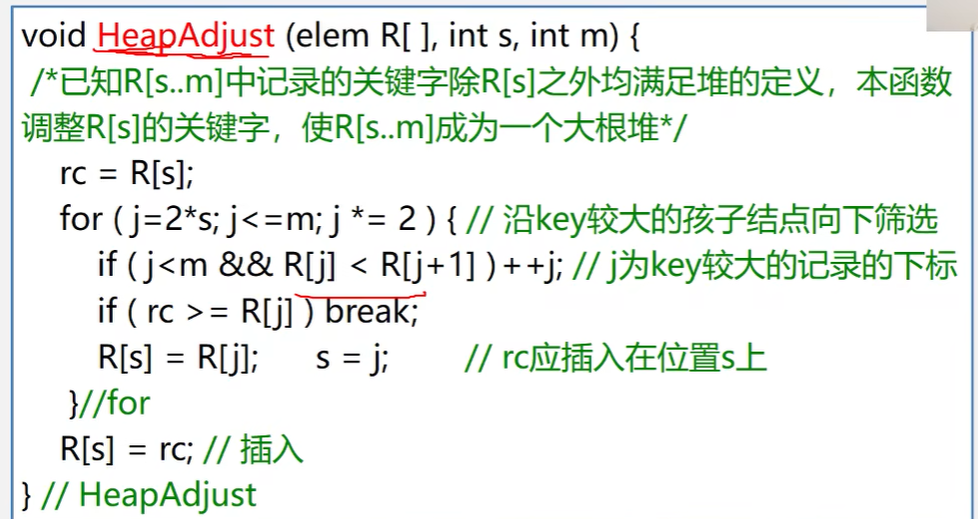 void HeapAdjust (elem R[ ], int s, int m) {
/*已知R[s..m]中记录的关键字除R[s]之外均满足堆的定义，本函数
调整R[s]的关键字，使R[s..m]成为一个大根堆*/
rc = R[s];
for ( j=2*s; j<=m; j *= 2 ) { // 沿key较大的孩子结点向下筛选
if ( j<m && R[j] < R[j+1] ) ++j; // j为key较大的记录的下标
if ( rc >= R[j] ) break;
R[s] = R[j]; s = j; // rc应插入在位置s上
}//for
R[s] = rc; // 插入
} // HeapAdjust